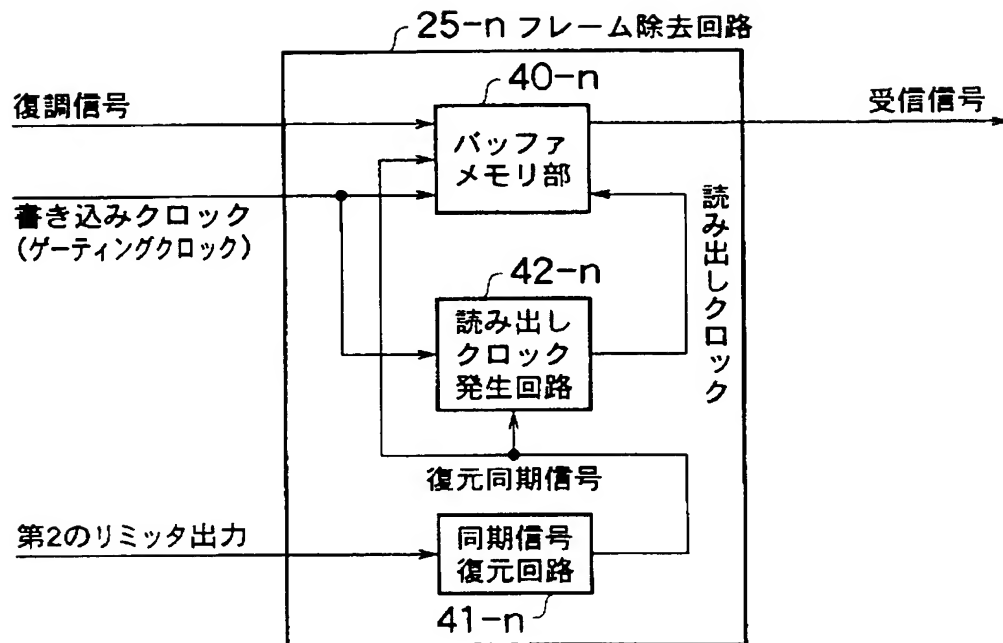 25-n フレーム除去回路
40-n
復調信号
受信信号
バッファ
メモリ部
書き込みクロック
(ゲーティングクロック)
読み出しクロック
42-n
読み出し
クロック
発生回路
復元同期信号
第2のリミッタ出力
同期信号
復元回路
41-n